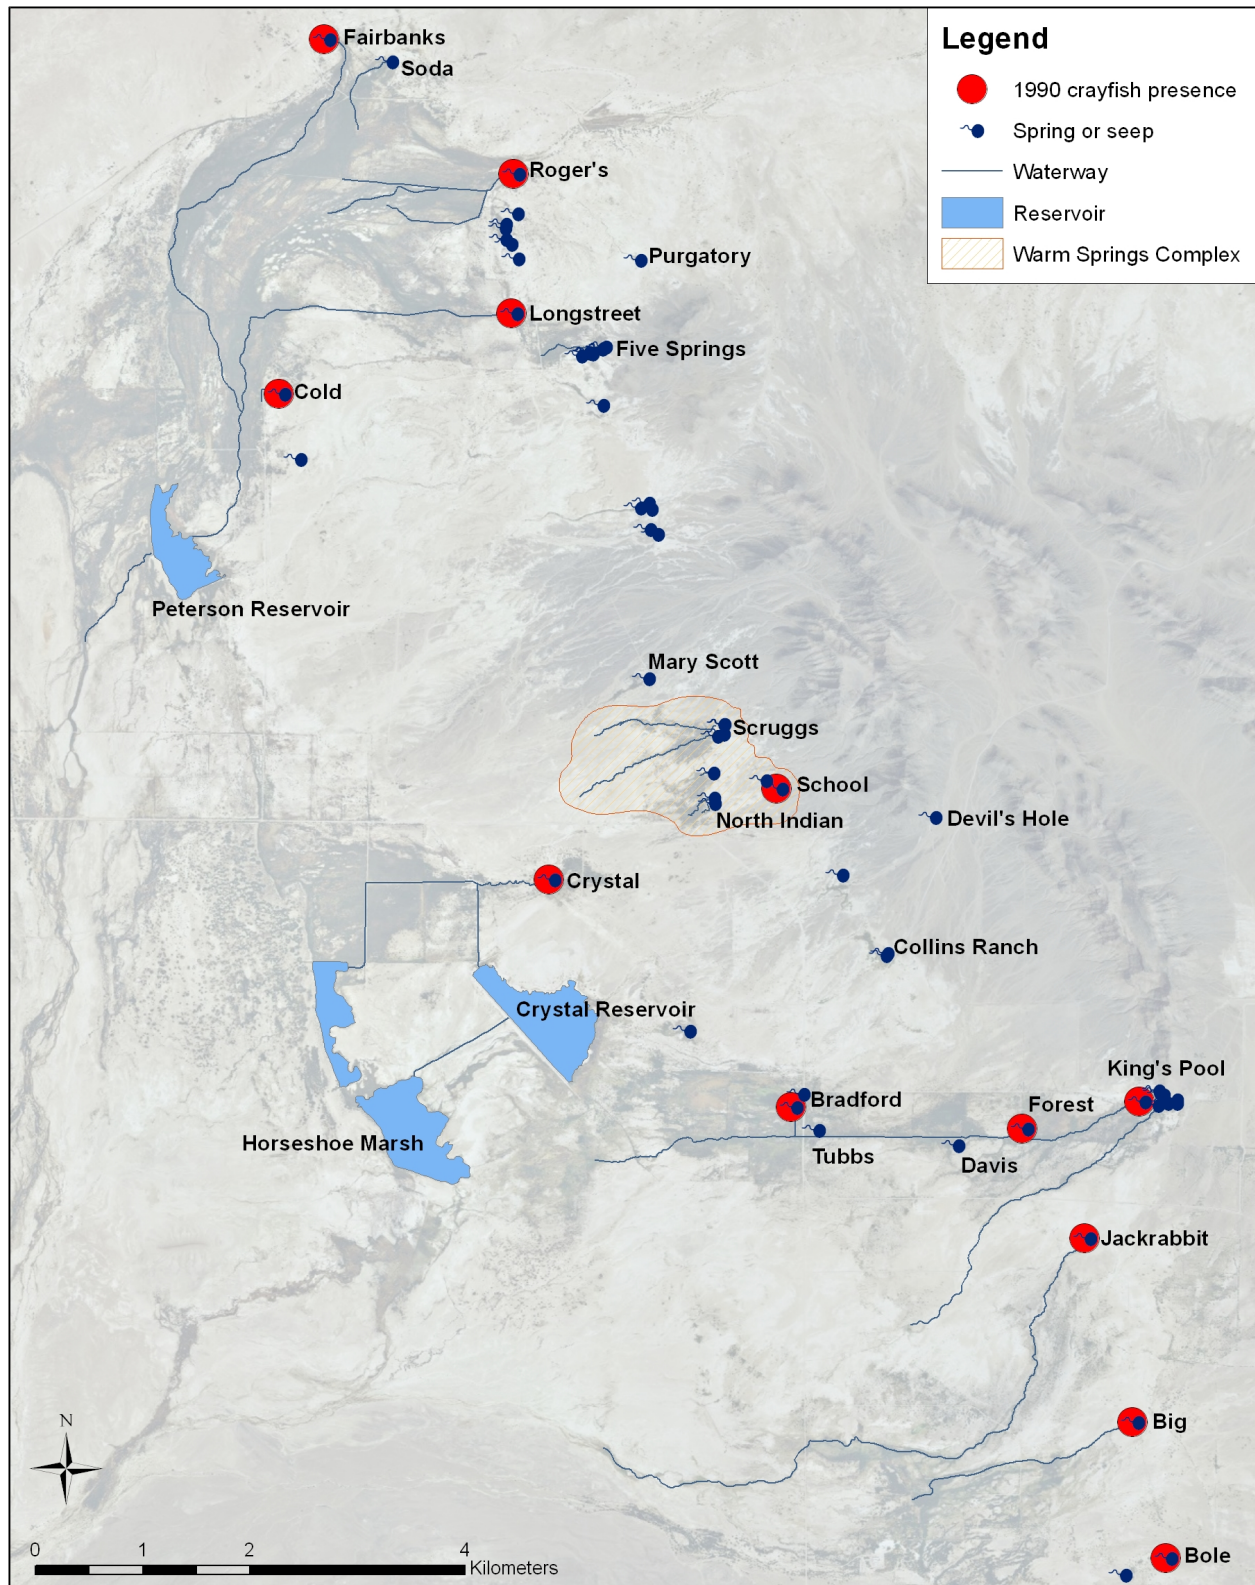 Fairbanks
Soda
Legend
1990 crayfish presence
Spring or seep
Waterway
Reservoir
Warm Springs Complex
Roger's
Purgatory
Longstreet
Five Springs
Cold
Peterson Reservoir
Mary Scott
Scruggs
School
North Indian
Devil's Hole
Crystal
Collins Ranch
Crystal Reservoir
King's Pool
Bradford
Forest
Horseshoe Marsh
Tubbs
Davis
Jackrabbit
N
Big
0 1 2 4
Kilometers
Bole